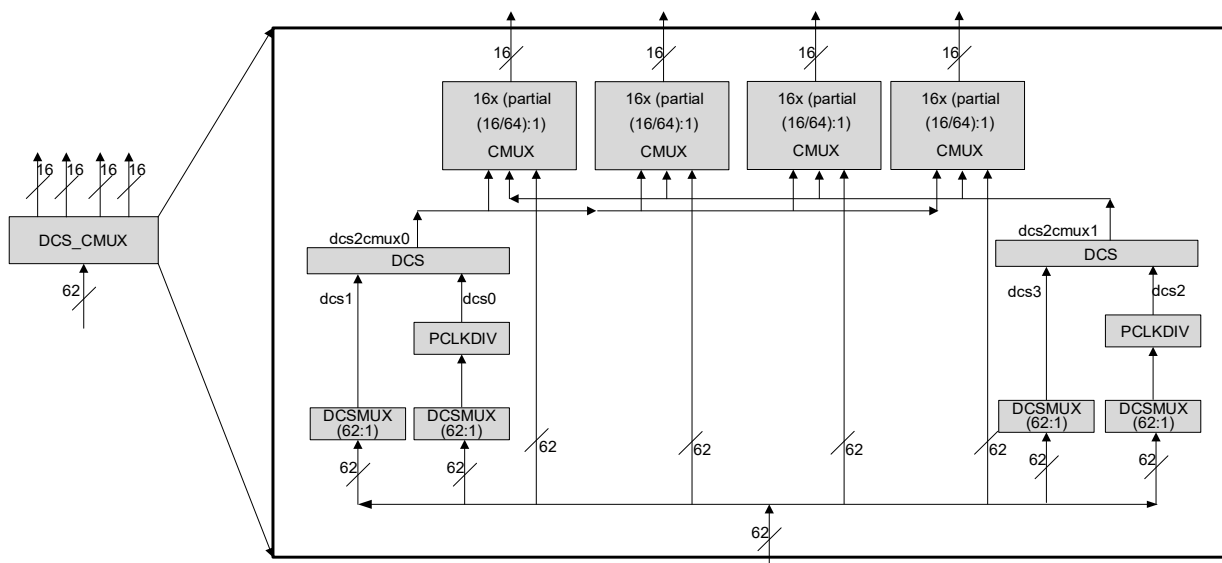 16
16
16
16
16x (partial
(16/64):1)
CMUX
16x (partial
(16/64):1)
CMUX
16x (partial
(16/64):1)
CMUX
16x (partial
(16/64):1)
CMUX
16
16
16
16
DCS_CMUX
62
dcs2cmux0
DCS
dcs1
dcs0
PCLKDIV
DCSMUX
(62:1)
DCSMUX
(62:1)
dcs2cmux1
DCS
dcs3
dcs2
PCLKDIV
DCSMUX
(62:1)
DCSMUX
(62:1)
62
62
62
62
62
62
62
62
62